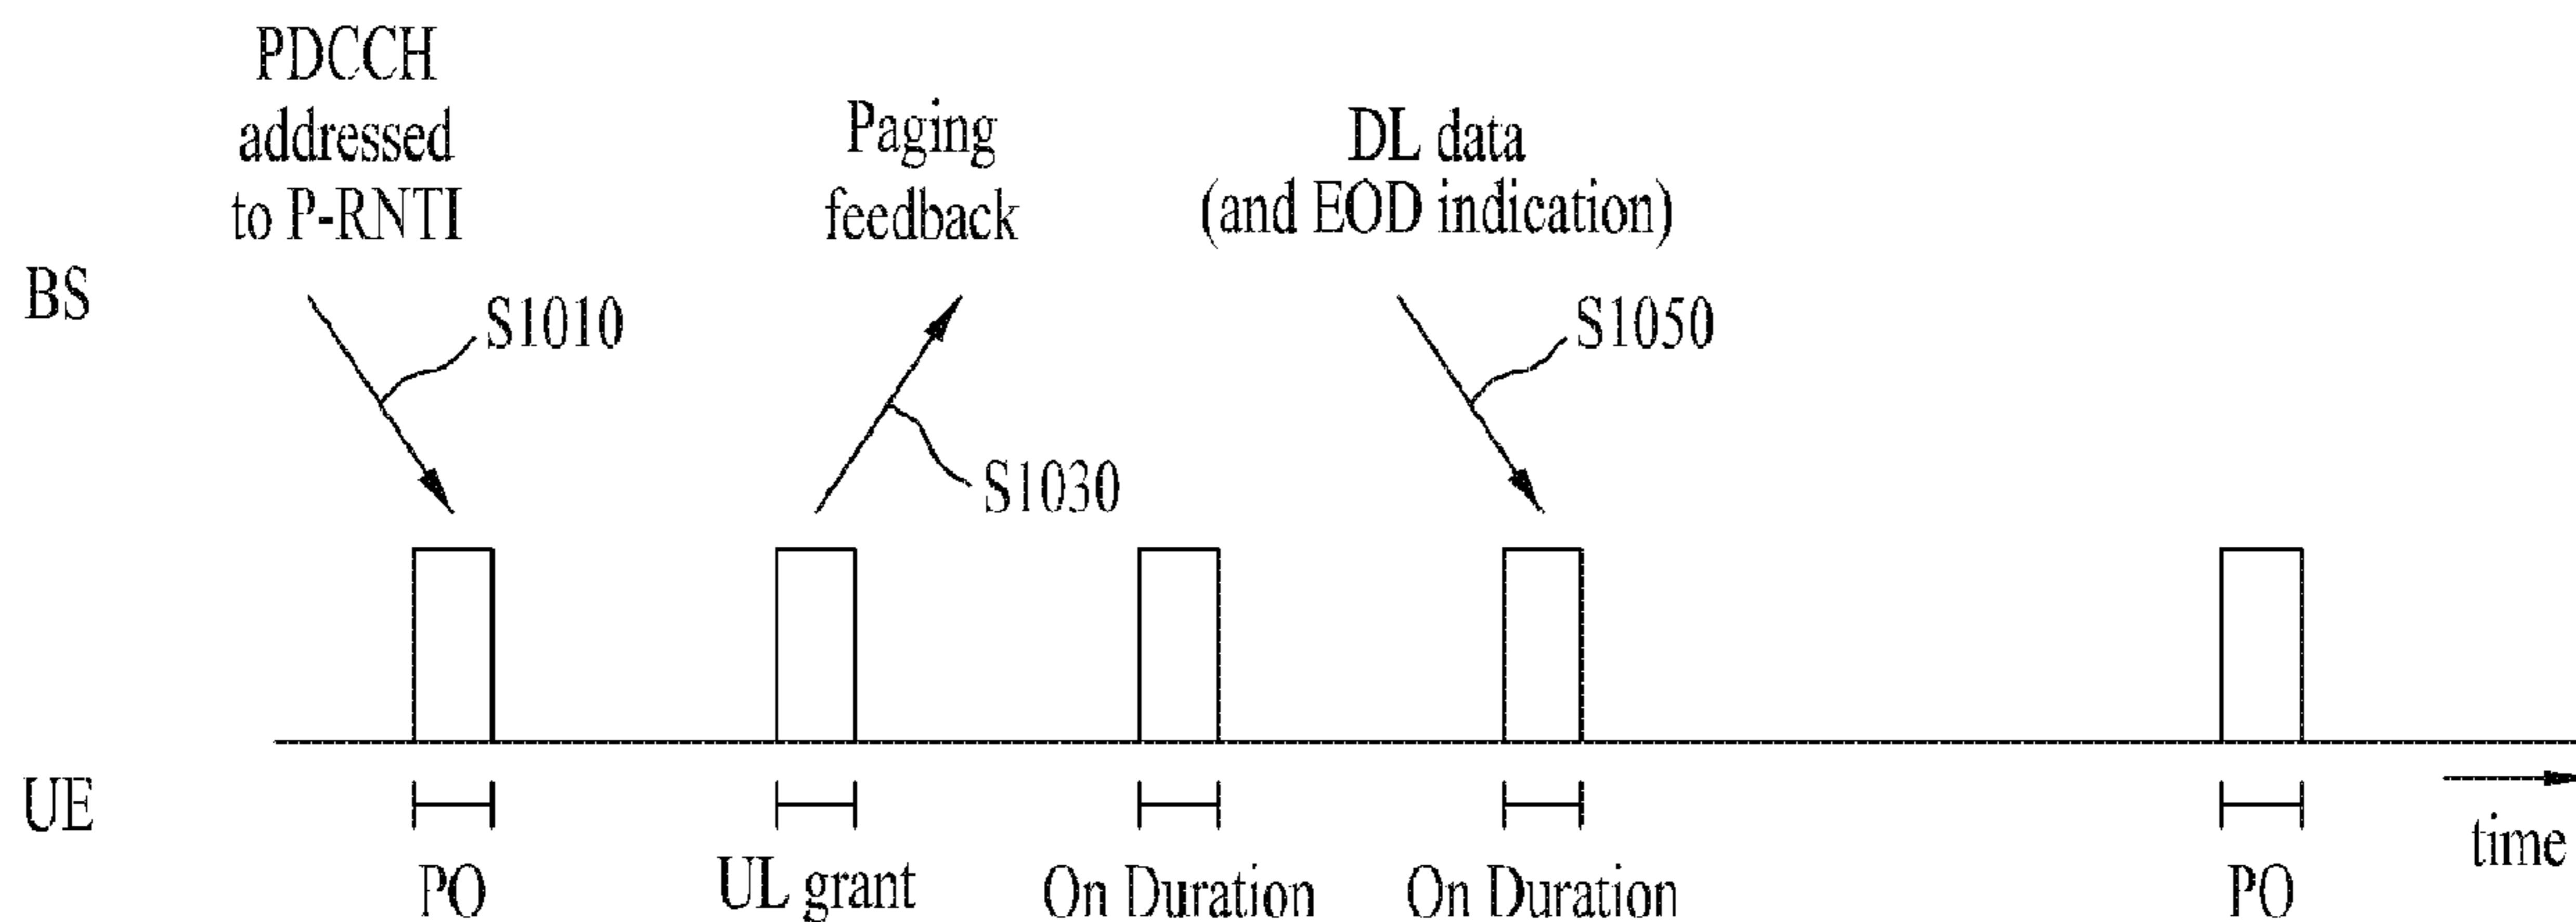 PDCCH
addressed
to P-RNTI
Paging
feedback
DL data
(and EOD indication)
BS
S1010
S1030
S1050
UE
PO
UL grant
On Duration
On Duration
PO
time